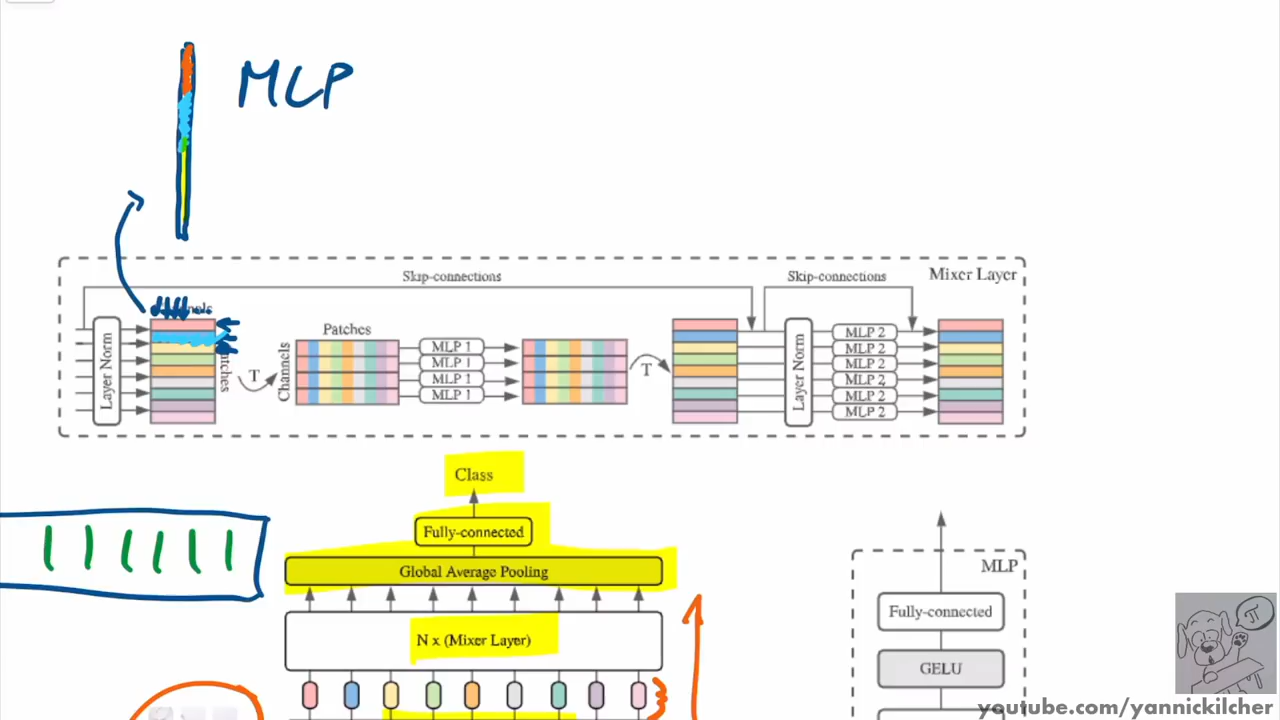 MLP
Skip-connections
Skip-connections
Mixer Layer
Layer Norm
T
Channels
Patches
MLP 1
MLP 1
MLP 1
MLP 1
T
Layer Norm
MLP 2
MLP 2
MLP 2
MLP 2
MLP 2
MLP 2
Class
Fully-connected
Global Average Pooling
N x (Mixer Layer)
MLP
Fully-connected
GELU
π
youtube.com/yannickilcher